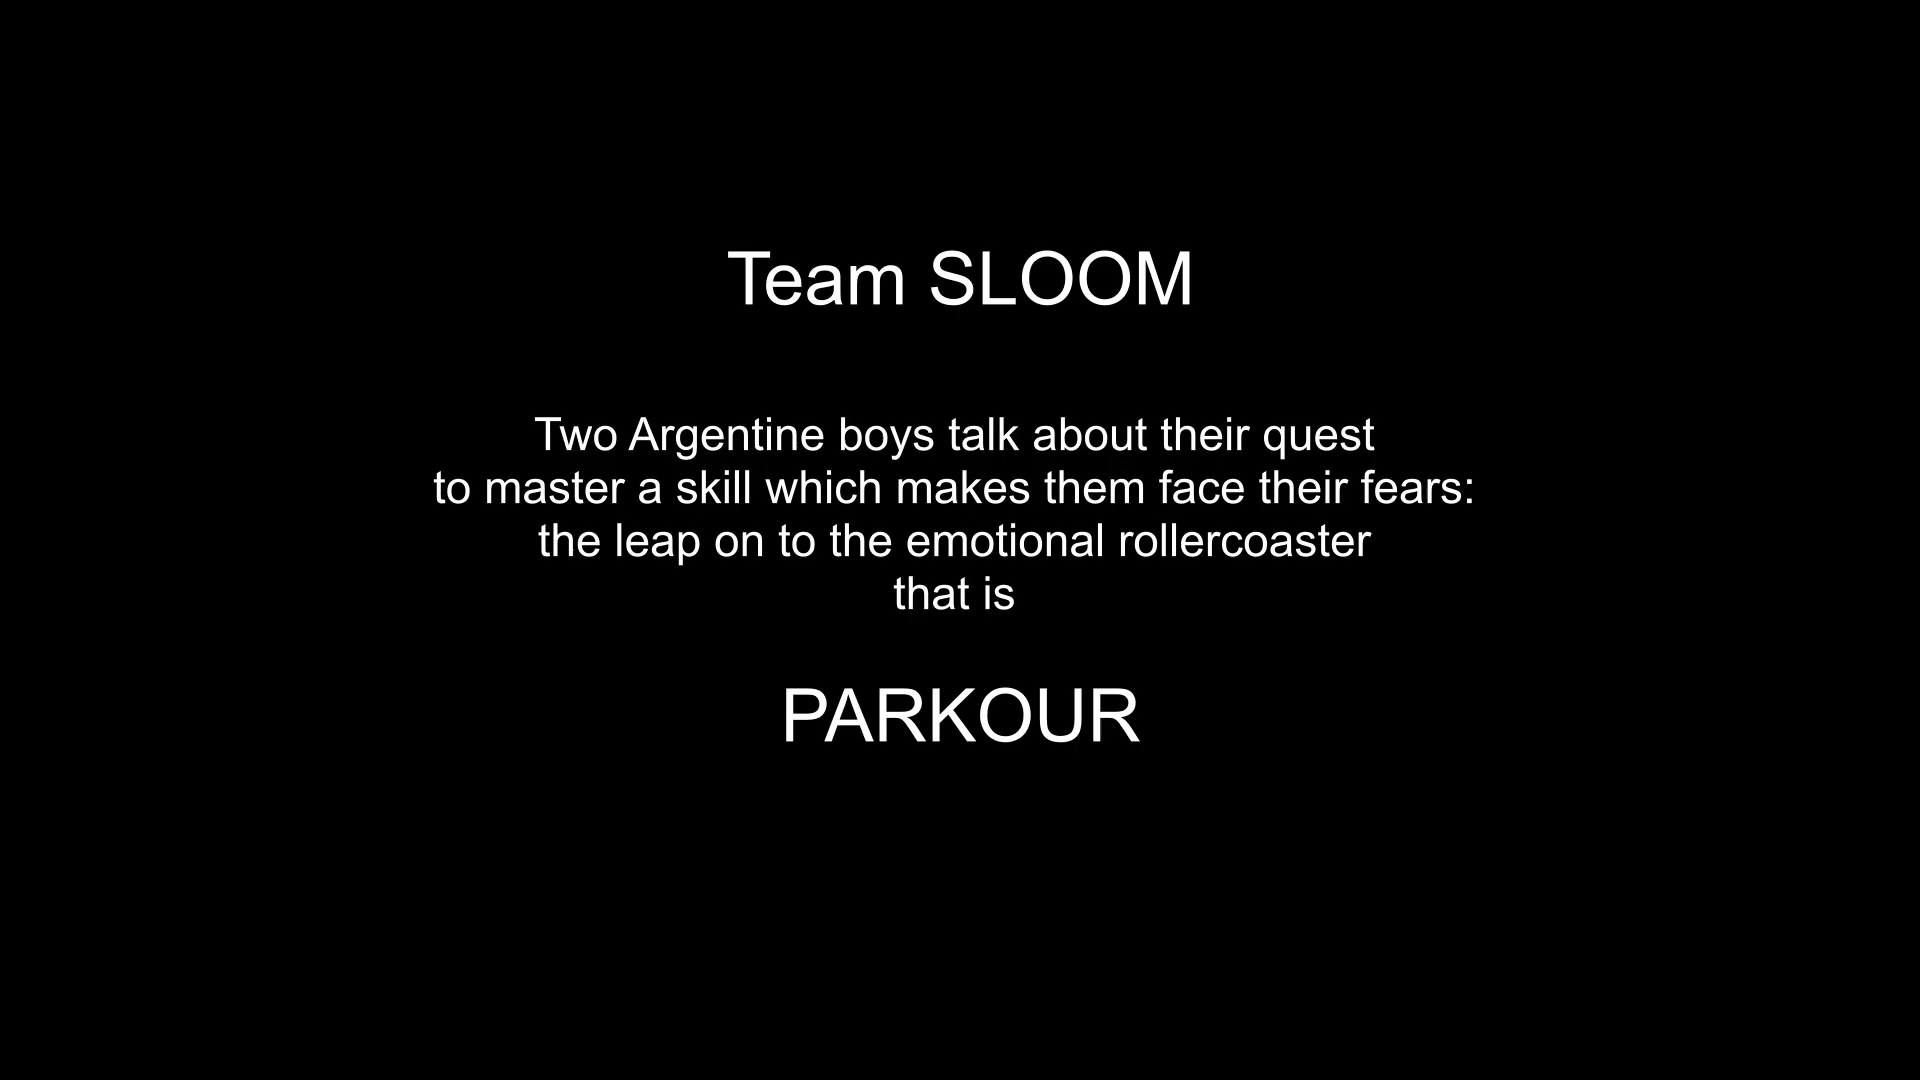 Team SLOOM
Two Argentine boys talk about their quest
to master a skill which makes them face their fears:
the leap on to the emotional rollercoaster
that is
PARKOUR